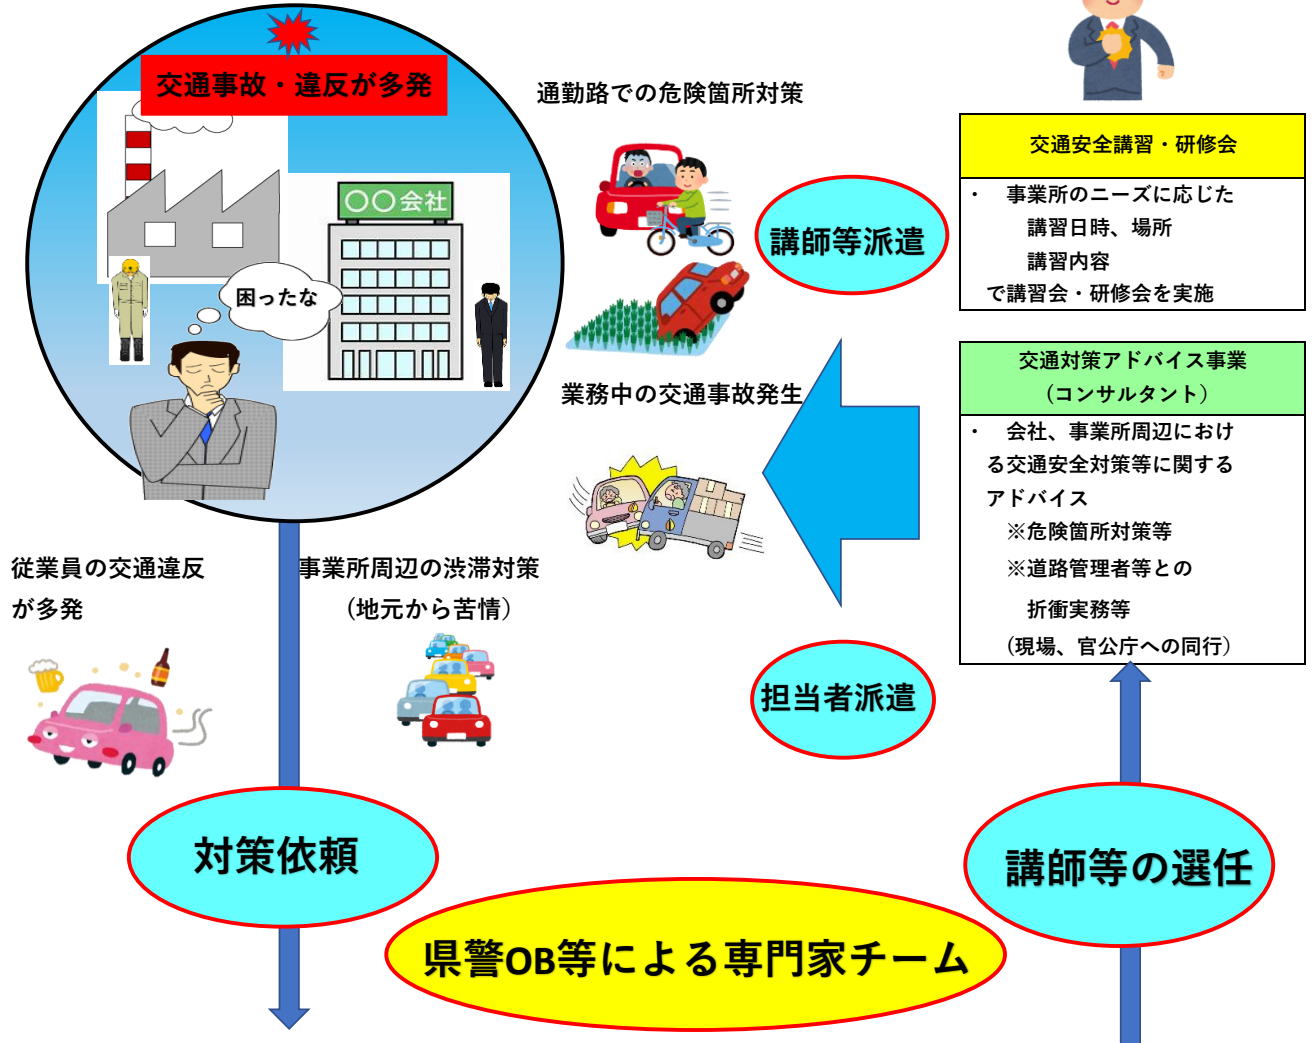 交通事故・違反が多発
〇〇会社
困ったな
通勤路での危険箇所対策
講師等派遣
業務中の交通事故発生
従業員の交通違反
が多発
事業所周辺の渋滞対策
（地元から苦情）
担当者派遣
交通安全講習・研修会
・　事業所のニーズに応じた
講習日時、場所
講習内容
で講習会・研修会を実施
交通対策アドバイス事業
（コンサルタント）
・　会社、事業所周辺におけ
る交通安全対策等に関する
アドバイス
※危険箇所対策等
※道路管理者等との
折衝実務等
（現場、官公庁への同行）
対策依頼
講師等の選任
県警OB等による専門家チーム